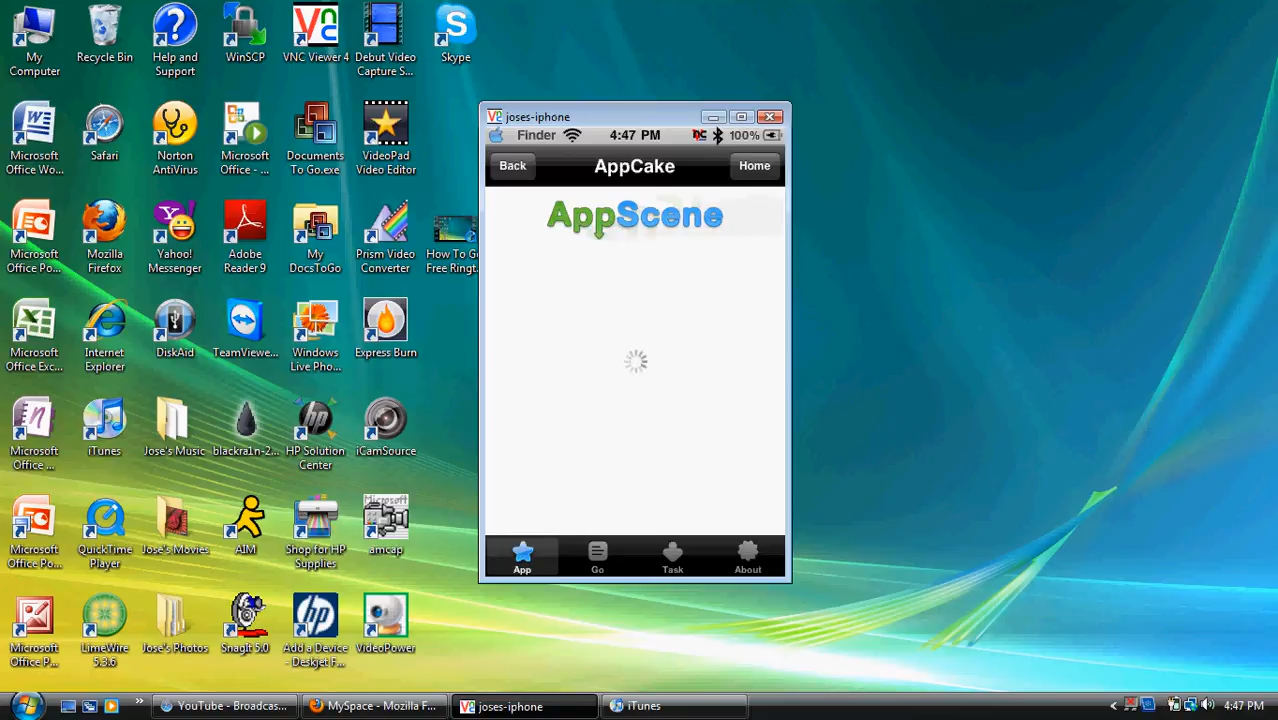 My Computer
Recycle Bin
Help and Support
WinSCP
VNC Viewer 4
Debut Video Capture S...
Skype
Microsoft Office Wo...
Safari
Norton AntiVirus
Microsoft Office - ...
Documents To Go.exe
VideoPad Video Editor
Microsoft Office Po...
Mozilla Firefox
Yahoo! Messenger
Adobe Reader 9
My DocsToGo
Prism Video Converter
How To G
Free Ringt.
Microsoft Office Exc...
Internet Explorer
DiskAid
TeamViewe...
Windows Live Pho...
Express Burn
Microsoft Office ...
iTunes
Jose's Music
blackra1n-2...
HP Solution Center
iCamSource
Microsoft Office Po...
QuickTime Player
Jose's Movies
AIM
Shop for HP Supplies
Microsoft
amcap
Microsoft Office P...
LimeWire 5.3.6
Jose's Photos
SnagIt 5.0
Add a Device - Deskjet F...
VideoPower
joses-iphone
Finder 4:47 PM 100%
Back AppCake Home
AppScene
App Go Task About
YouTube - Broadcas...
MySpace - Mozilla F...
joses-iphone
iTunes
4:47 PM